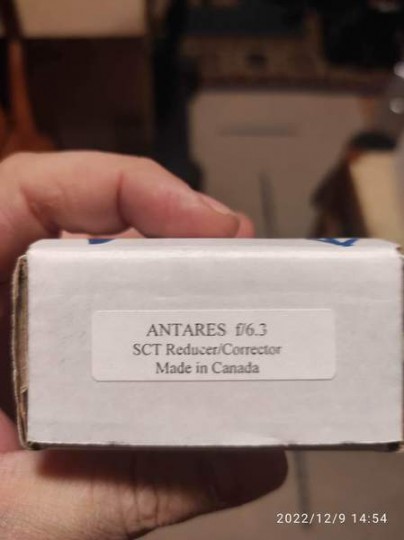 ANTARES f/6.3
SCT Reducer/Corrector
Made in Canada
2022/12/9 14:54